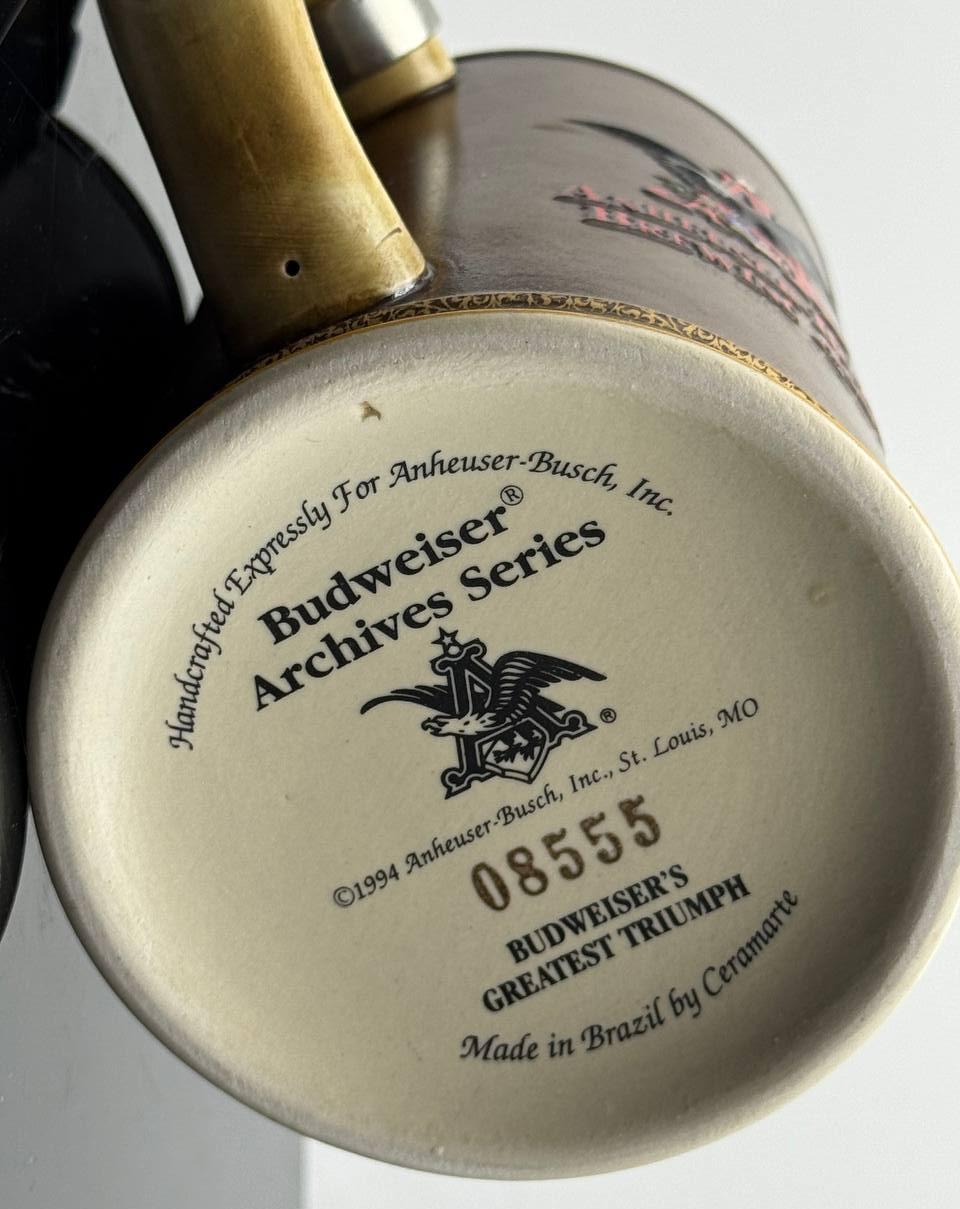 Handcrafted Expressly For Anheuser-Busch, Inc.
Budweiser®
Archives Series
®
©1994 Anheuser-Busch, Inc., St. Louis, MO
08555
BUDWEISER'S
GREATEST TRIUMPH
Made in Brazil by Ceramarte